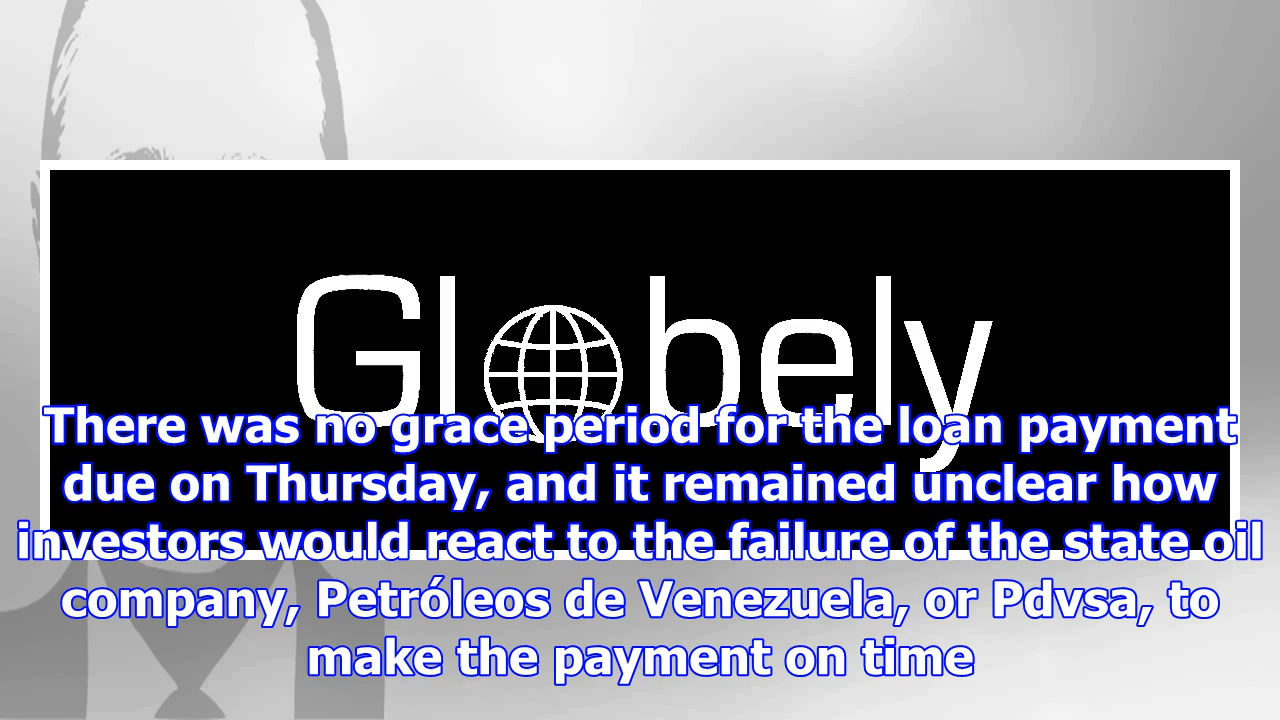 Globely
There was no grace period for the loan payment
due on Thursday, and it remained unclear how
investors would react to the failure of the state oil
company, Petróleos de Venezuela, or Pdvsa, to
make the payment on time